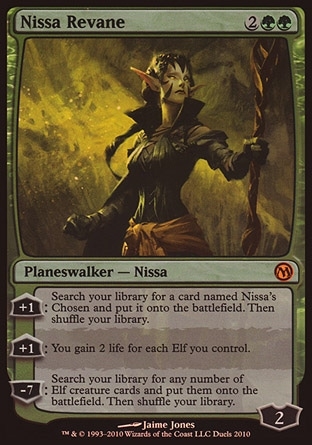 Nissa Revane 2
Planeswalker — Nissa
+1: Search your library for a card named Nissa's
Chosen and put it onto the battlefield. Then
shuffle your library.
+1: You gain 2 life for each Elf you control.
-7: Search your library for any number of
Elf creature cards and put them onto the
battlefield. Then shuffle your library.
2
Jaime Jones
™ & © 1993–2010 Wizards of the Coast LLC Duels 2010